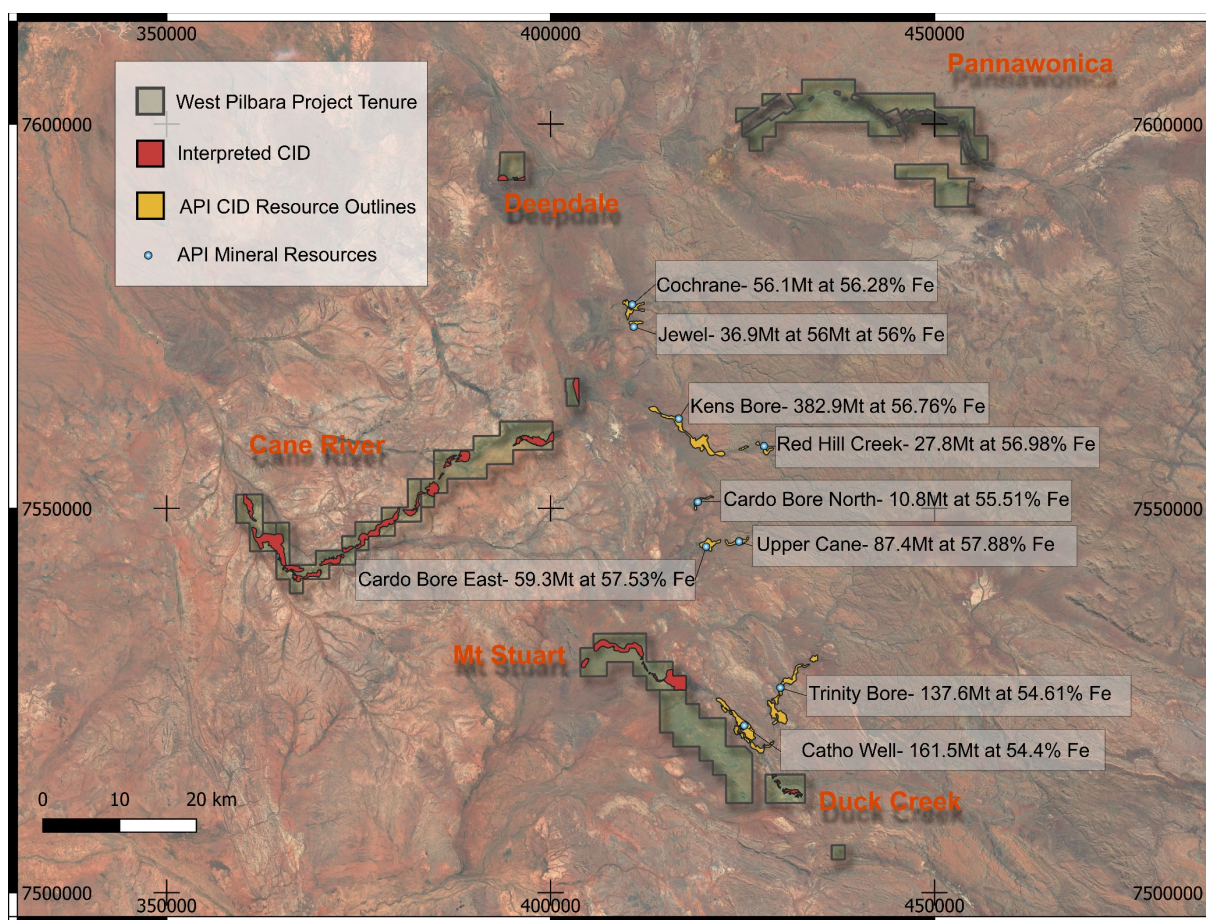 350000
400000
450000
Pannawonica
West Pilbara Project Tenure
7600000
7600000
Interpreted CID
Deepdale
API CID Resource Outlines
API Mineral Resources
Cochrane- 56.1Mt at 56.28% Fe
Jewel- 36.9Mt at 56Mt at 56% Fe
Kens Bore- 382.9Mt at 56.76% Fe
Cane River
Red Hill Creek- 27.8Mt at 56.98% Fe
Cardo Bore North- 10.8Mt at 55.51% Fe
7550000
7550000
Upper Cane- 87.4Mt at 57.88% Fe
Cardo Bore East- 59.3Mt at 57.53% Fe
Mt Stuart
Trinity Bore- 137.6Mt at 54.61% Fe
Catho Well- 161.5Mt at 54.4% Fe
0 10 20 km
Duck Creek
7500000
7500000
350000
400000
450000